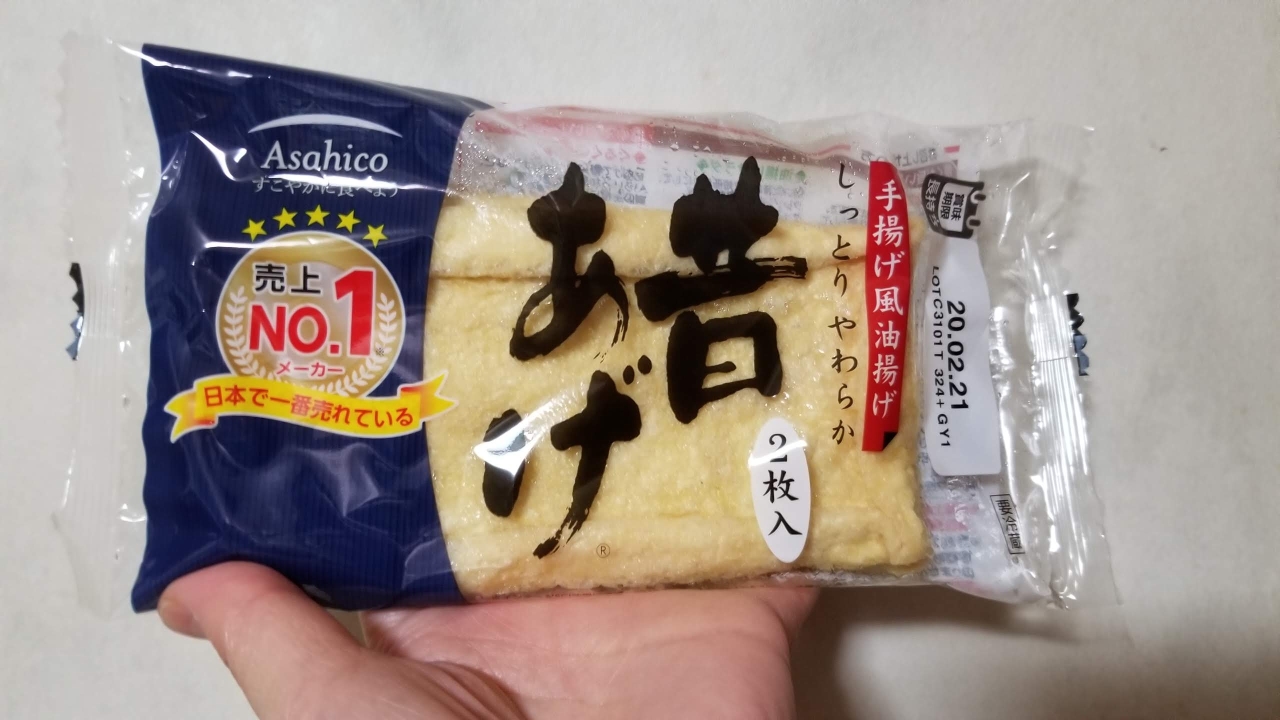 Asahico
すこやかに食べよう
売上
NO.1
※
メーカー
日本で一番売れている
昔
あげ
®
しっとりやわらか
手揚げ風油揚げ
2枚入
賞味
期限
長持ち
20.02.21
LOTC3101T 324+GY1
要冷蔵